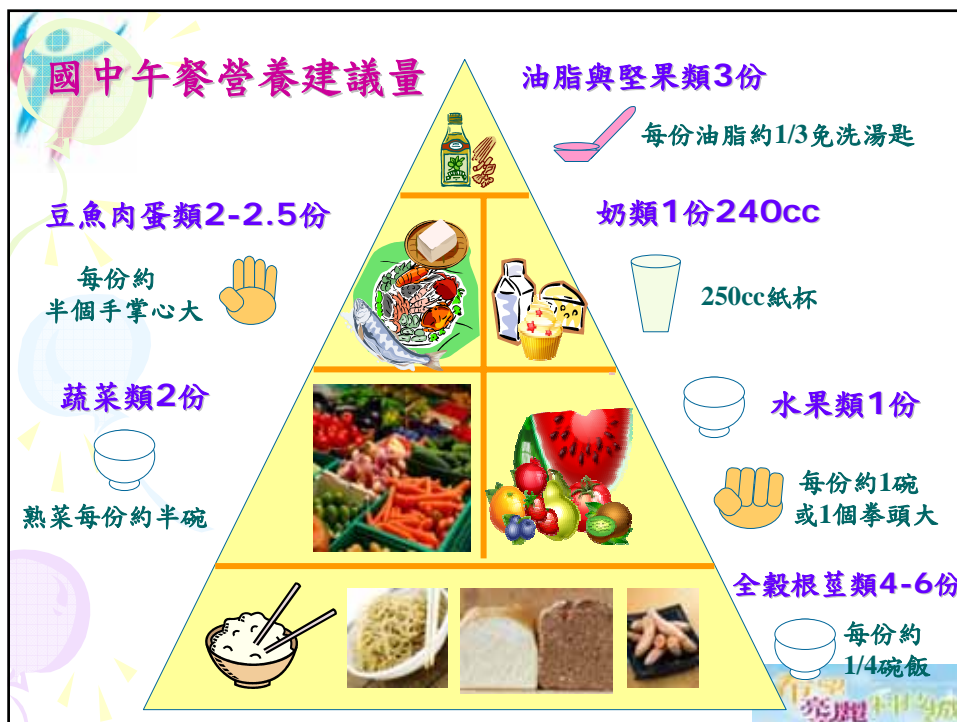 國中午餐營養建議量
油脂與堅果類3份
每份油脂約1/3免洗湯匙
豆魚肉蛋類2-2.5份
每份約
半個手掌心大
奶類1份240cc
250cc紙杯
蔬菜類2份
熟菜每份約半碗
水果類1份
每份約1碗
或1個拳頭大
全穀根莖類4-6份
每份約
1/4碗飯